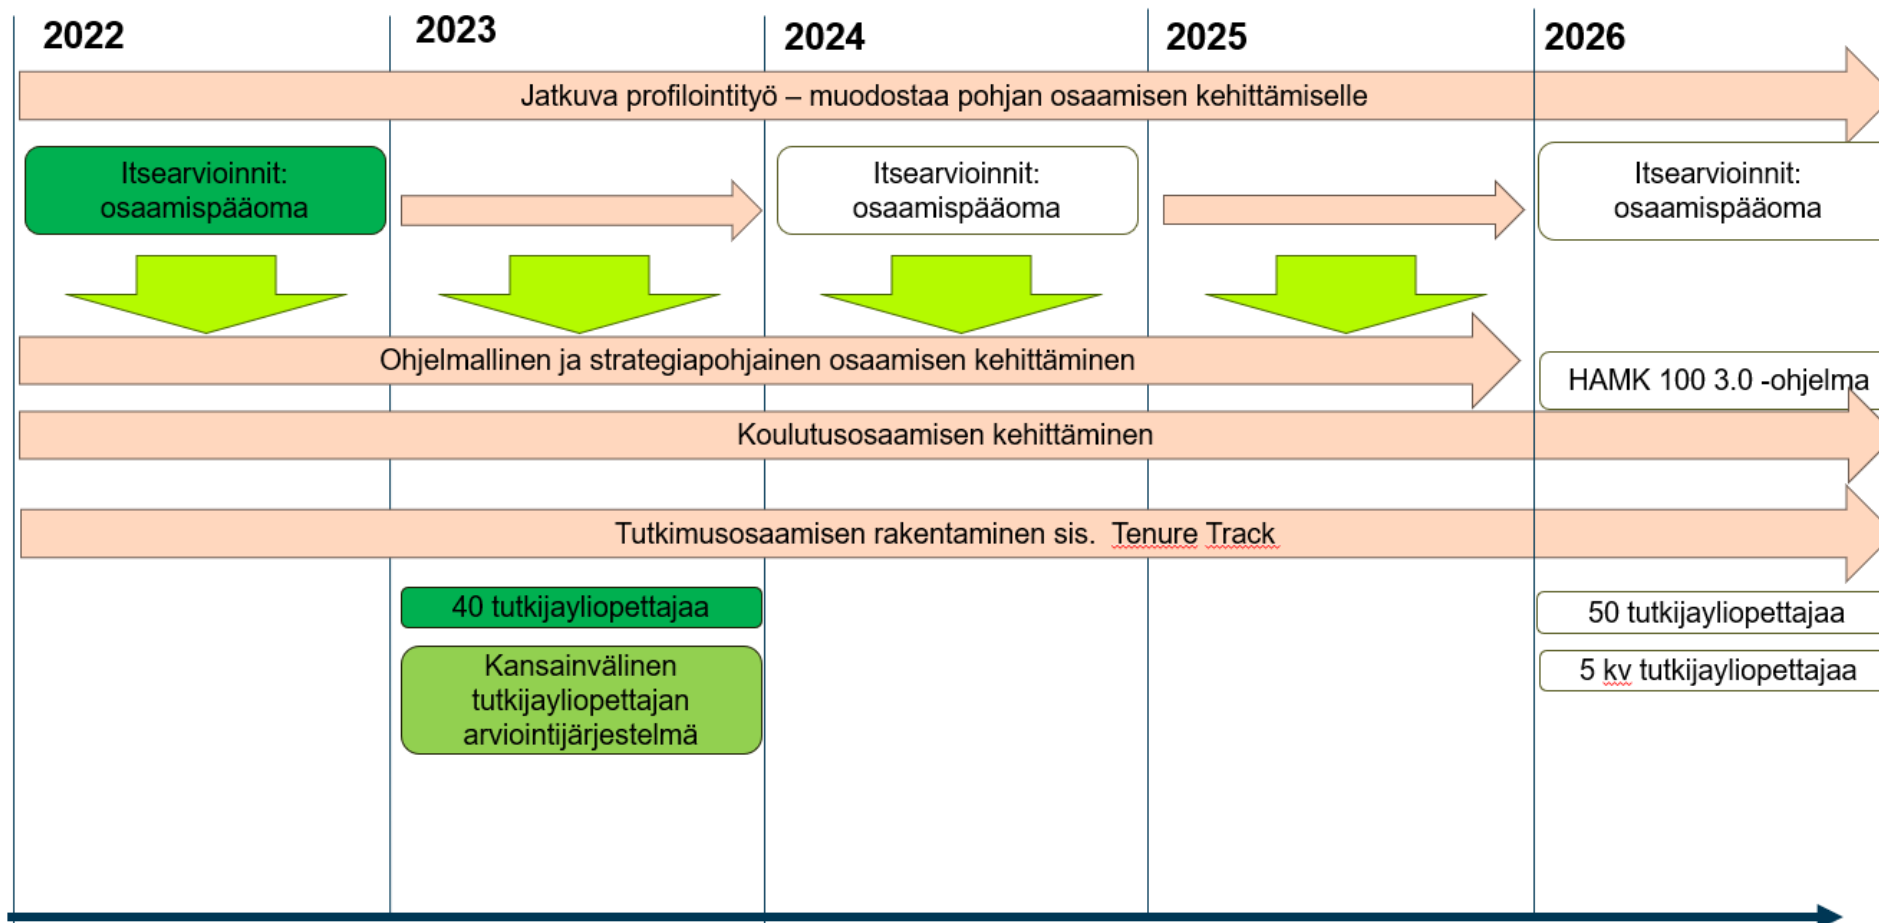 2022
2023
2024
2025
2026
Jatkuva profilointityö – muodostaa pohjan osaamisen kehittämiselle
Itsearvioinnit:
osaamispääoma
Itsearvioinnit:
osaamispääoma
Itsearvioinnit:
osaamispääoma
Ohjelmallinen ja strategiapohjainen osaamisen kehittäminen
HAMK 100 3.0 -ohjelma
Koulutusosaamisen kehittäminen
Tutkimusosaamisen rakentaminen sis. Tenure Track
40 tutkijayliopettajaa
50 tutkijayliopettajaa
Kansainvälinen
tutkijayliopettajan
arviointijärjestelmä
5 kv tutkijayliopettajaa